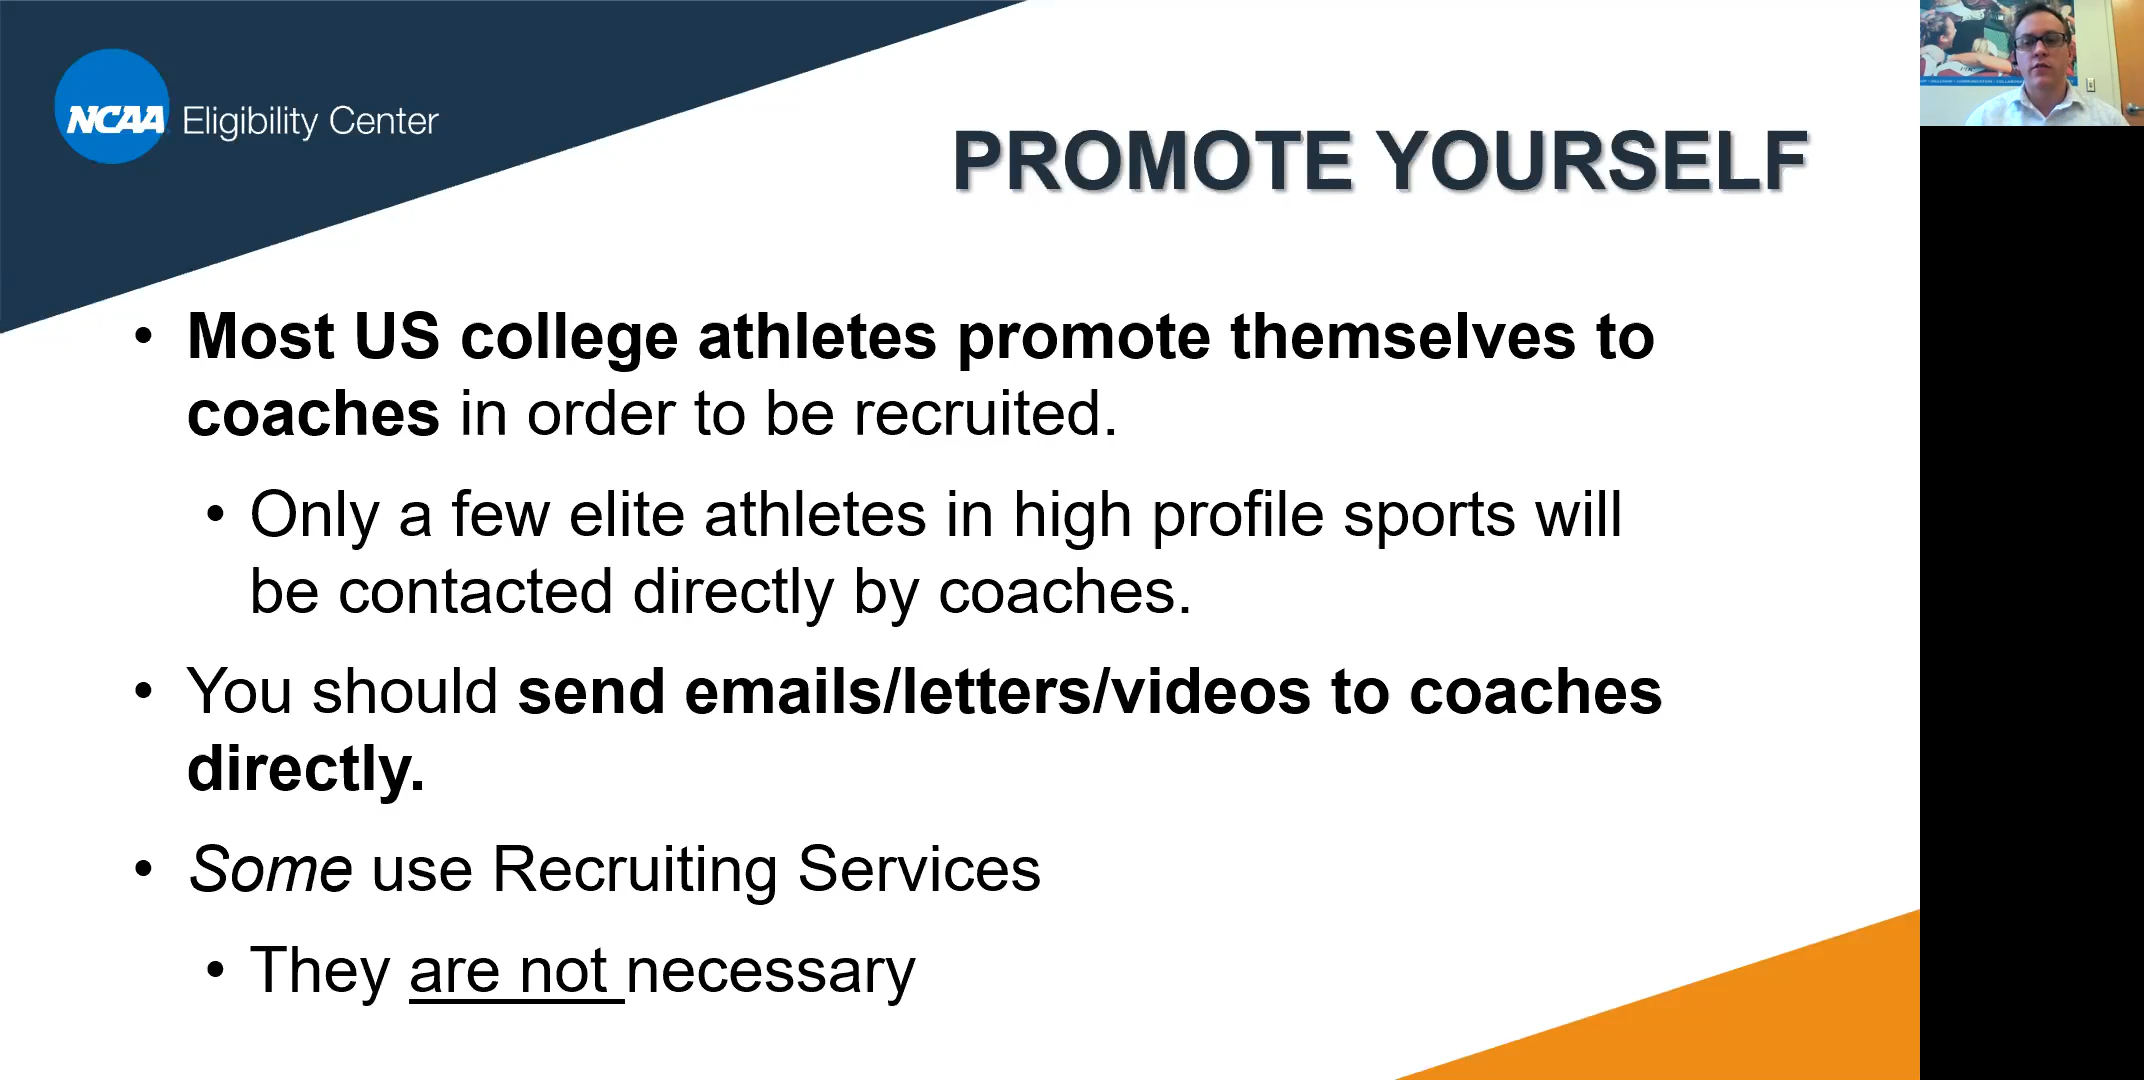 NCAA Eligibility Center
PROMOTE YOURSELF
• Most US college athletes promote themselves to
coaches in order to be recruited.
• Only a few elite athletes in high profile sports will
be contacted directly by coaches.
• You should send emails/letters/videos to coaches
directly.
• Some use Recruiting Services
• They are not necessary